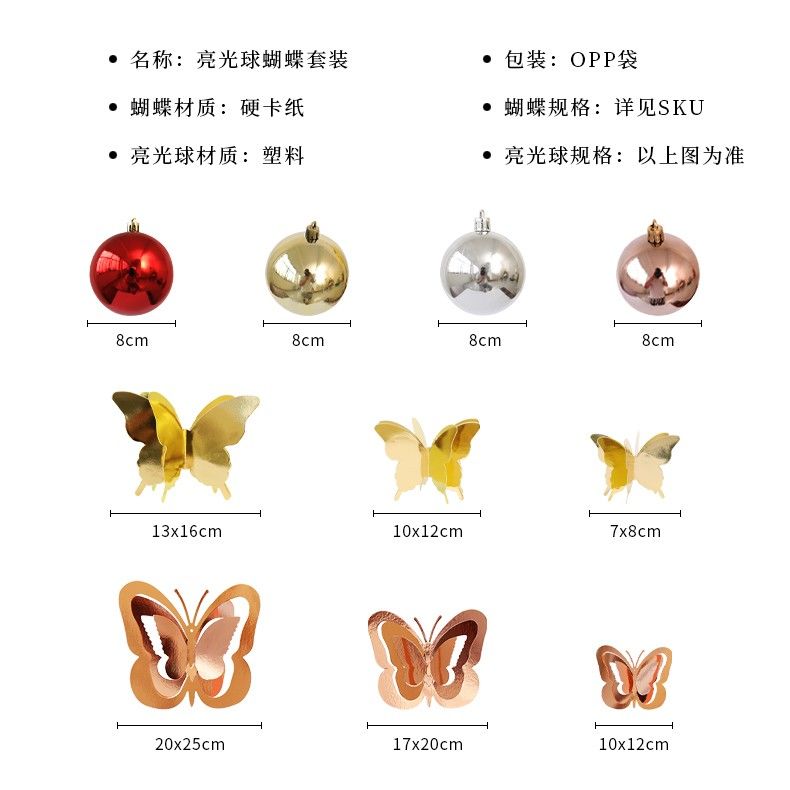 名称：亮光球蝴蝶套装
包装：OPP袋
蝴蝶材质：硬卡纸
蝴蝶规格：详见SKU
亮光球材质：塑料
亮光球规格：以上图为准
8cm
8cm
8cm
8cm
13x16cm
10x12cm
7x8cm
20x25cm
17x20cm
10x12cm